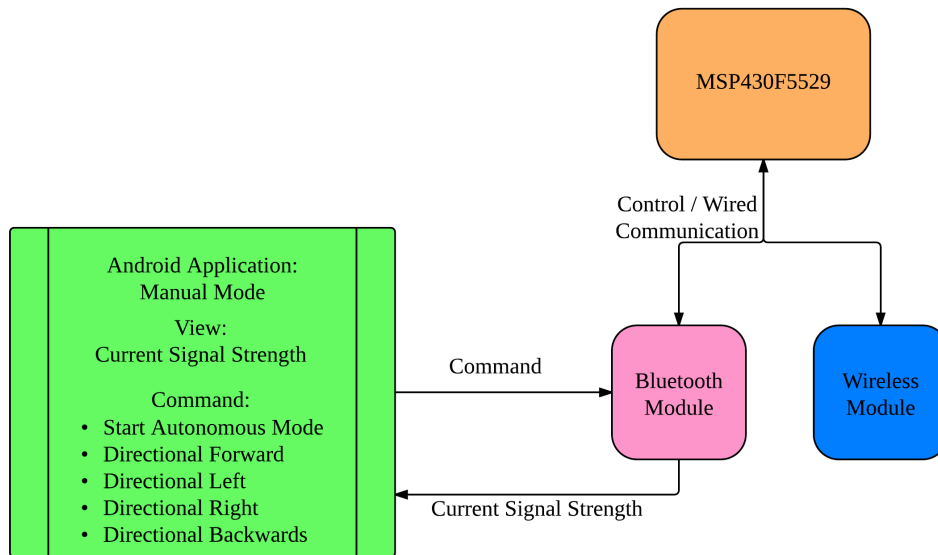 MSP430F5529
Control / Wired
Communication
Android Application:
Manual Mode
View:
Current Signal Strength
Command:
• Start Autonomous Mode
• Directional Forward
• Directional Left
• Directional Right
• Directional Backwards
Command
Bluetooth
Module
Wireless
Module
Current Signal Strength